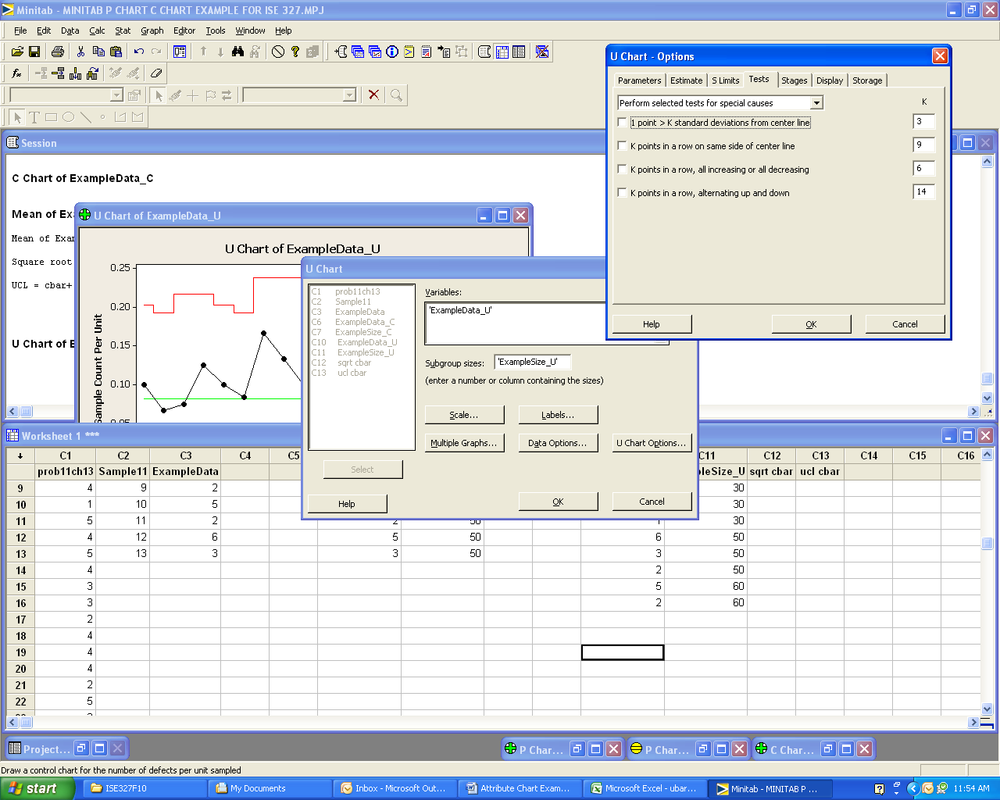 Minitab - MINITAB P CHART C CHART EXAMPLE FOR ISE 327.MPJ
File Edit Data Calc Stat Graph Editor Tools Window Help
Session
C Chart of ExampleData_C
Mean of Ex
Mean of Exam
Square root
UCL = cbar+
U Chart of E
U Chart of ExampleData_U
U Chart of ExampleData_U
Sample Count Per Unit
0.25
0.20
0.15
0.10
0.05
U Chart
C1 prob11ch13
C2 Sample11
C3 ExampleData
C6 ExampleData_C
C7 ExampleSize_C
C10 ExampleData_U
C11 ExampleSize_U
C12 sqrt cbar
C13 ucl cbar
Variables:
'ExampleData_U'
Subgroup sizes: 'ExampleSize_U'
(enter a number or column containing the sizes)
Scale... Labels...
Multiple Graphs... Data Options... U Chart Options...
Select
Help OK Cancel
U Chart - Options
Parameters Estimate S Limits Tests Stages Display Storage
Perform selected tests for special causes K
1 point > K standard deviations from center line 3
K points in a row on same side of center line 9
K points in a row, all increasing or all decreasing 6
K points in a row, alternating up and down 14
Help OK Cancel
Worksheet 1 ***
C1 C2 C3 C4 C5 C11 C12 C13 C14 C15 C16
prob11ch13 Sample11 ExampleData leSize_U sqrt cbar ucl cbar
9 4 9 2 30
10 1 10 5 30
11 5 11 2 2 50 1 30
12 4 12 6 5 50 6 50
13 5 13 3 3 50 3 50
14 4 2 50
15 3 5 60
16 3 2 60
17 2
18 4
19 4
20 4
21 2
22 5
Project... P Char... P Char... C Char...
Draw a control chart for the number of defects per unit sampled
start ISE327F10 My Documents Inbox - Microsoft Out... Attribute Chart Exam... Microsoft Excel - ubar... Minitab - MINITAB P ... 11:54 AM